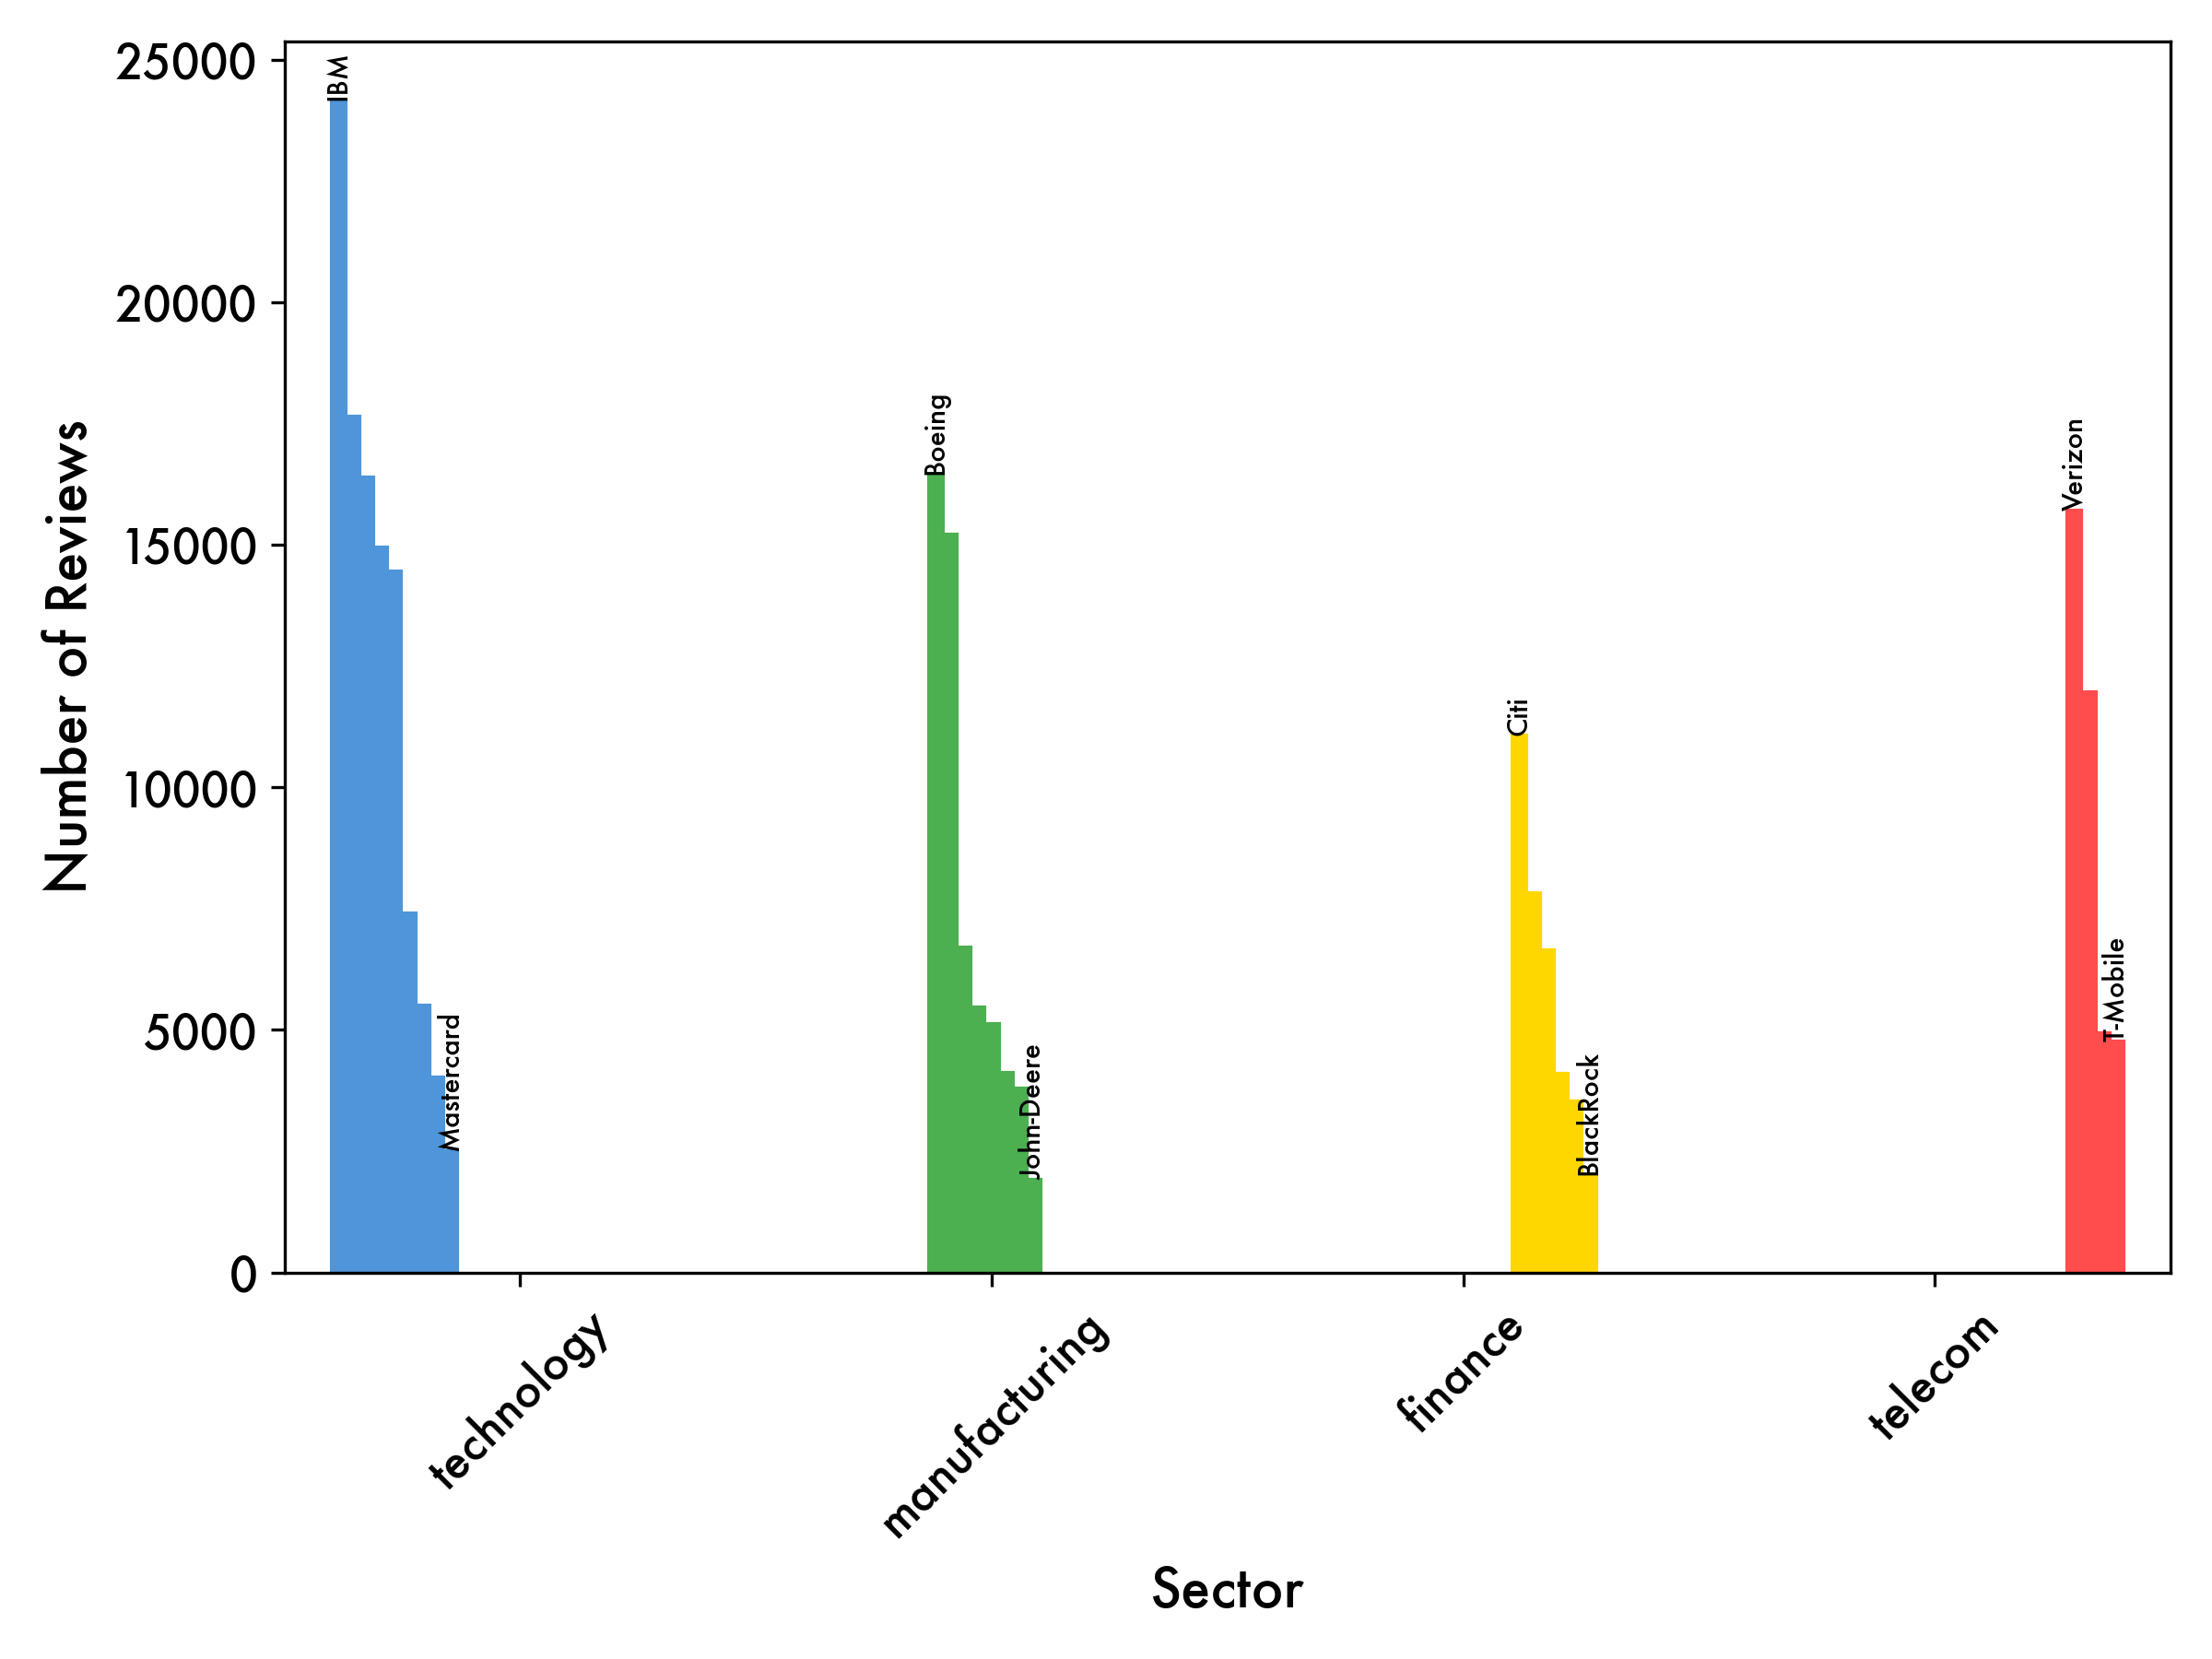 Number of Reviews
25000
20000
15000
10000
5000
0
IBM
Mastercard
Boeing
John-Deere
Citi
BlackRock
Verizon
T-Mobile
technology
manufacturing
finance
telecom
Sector